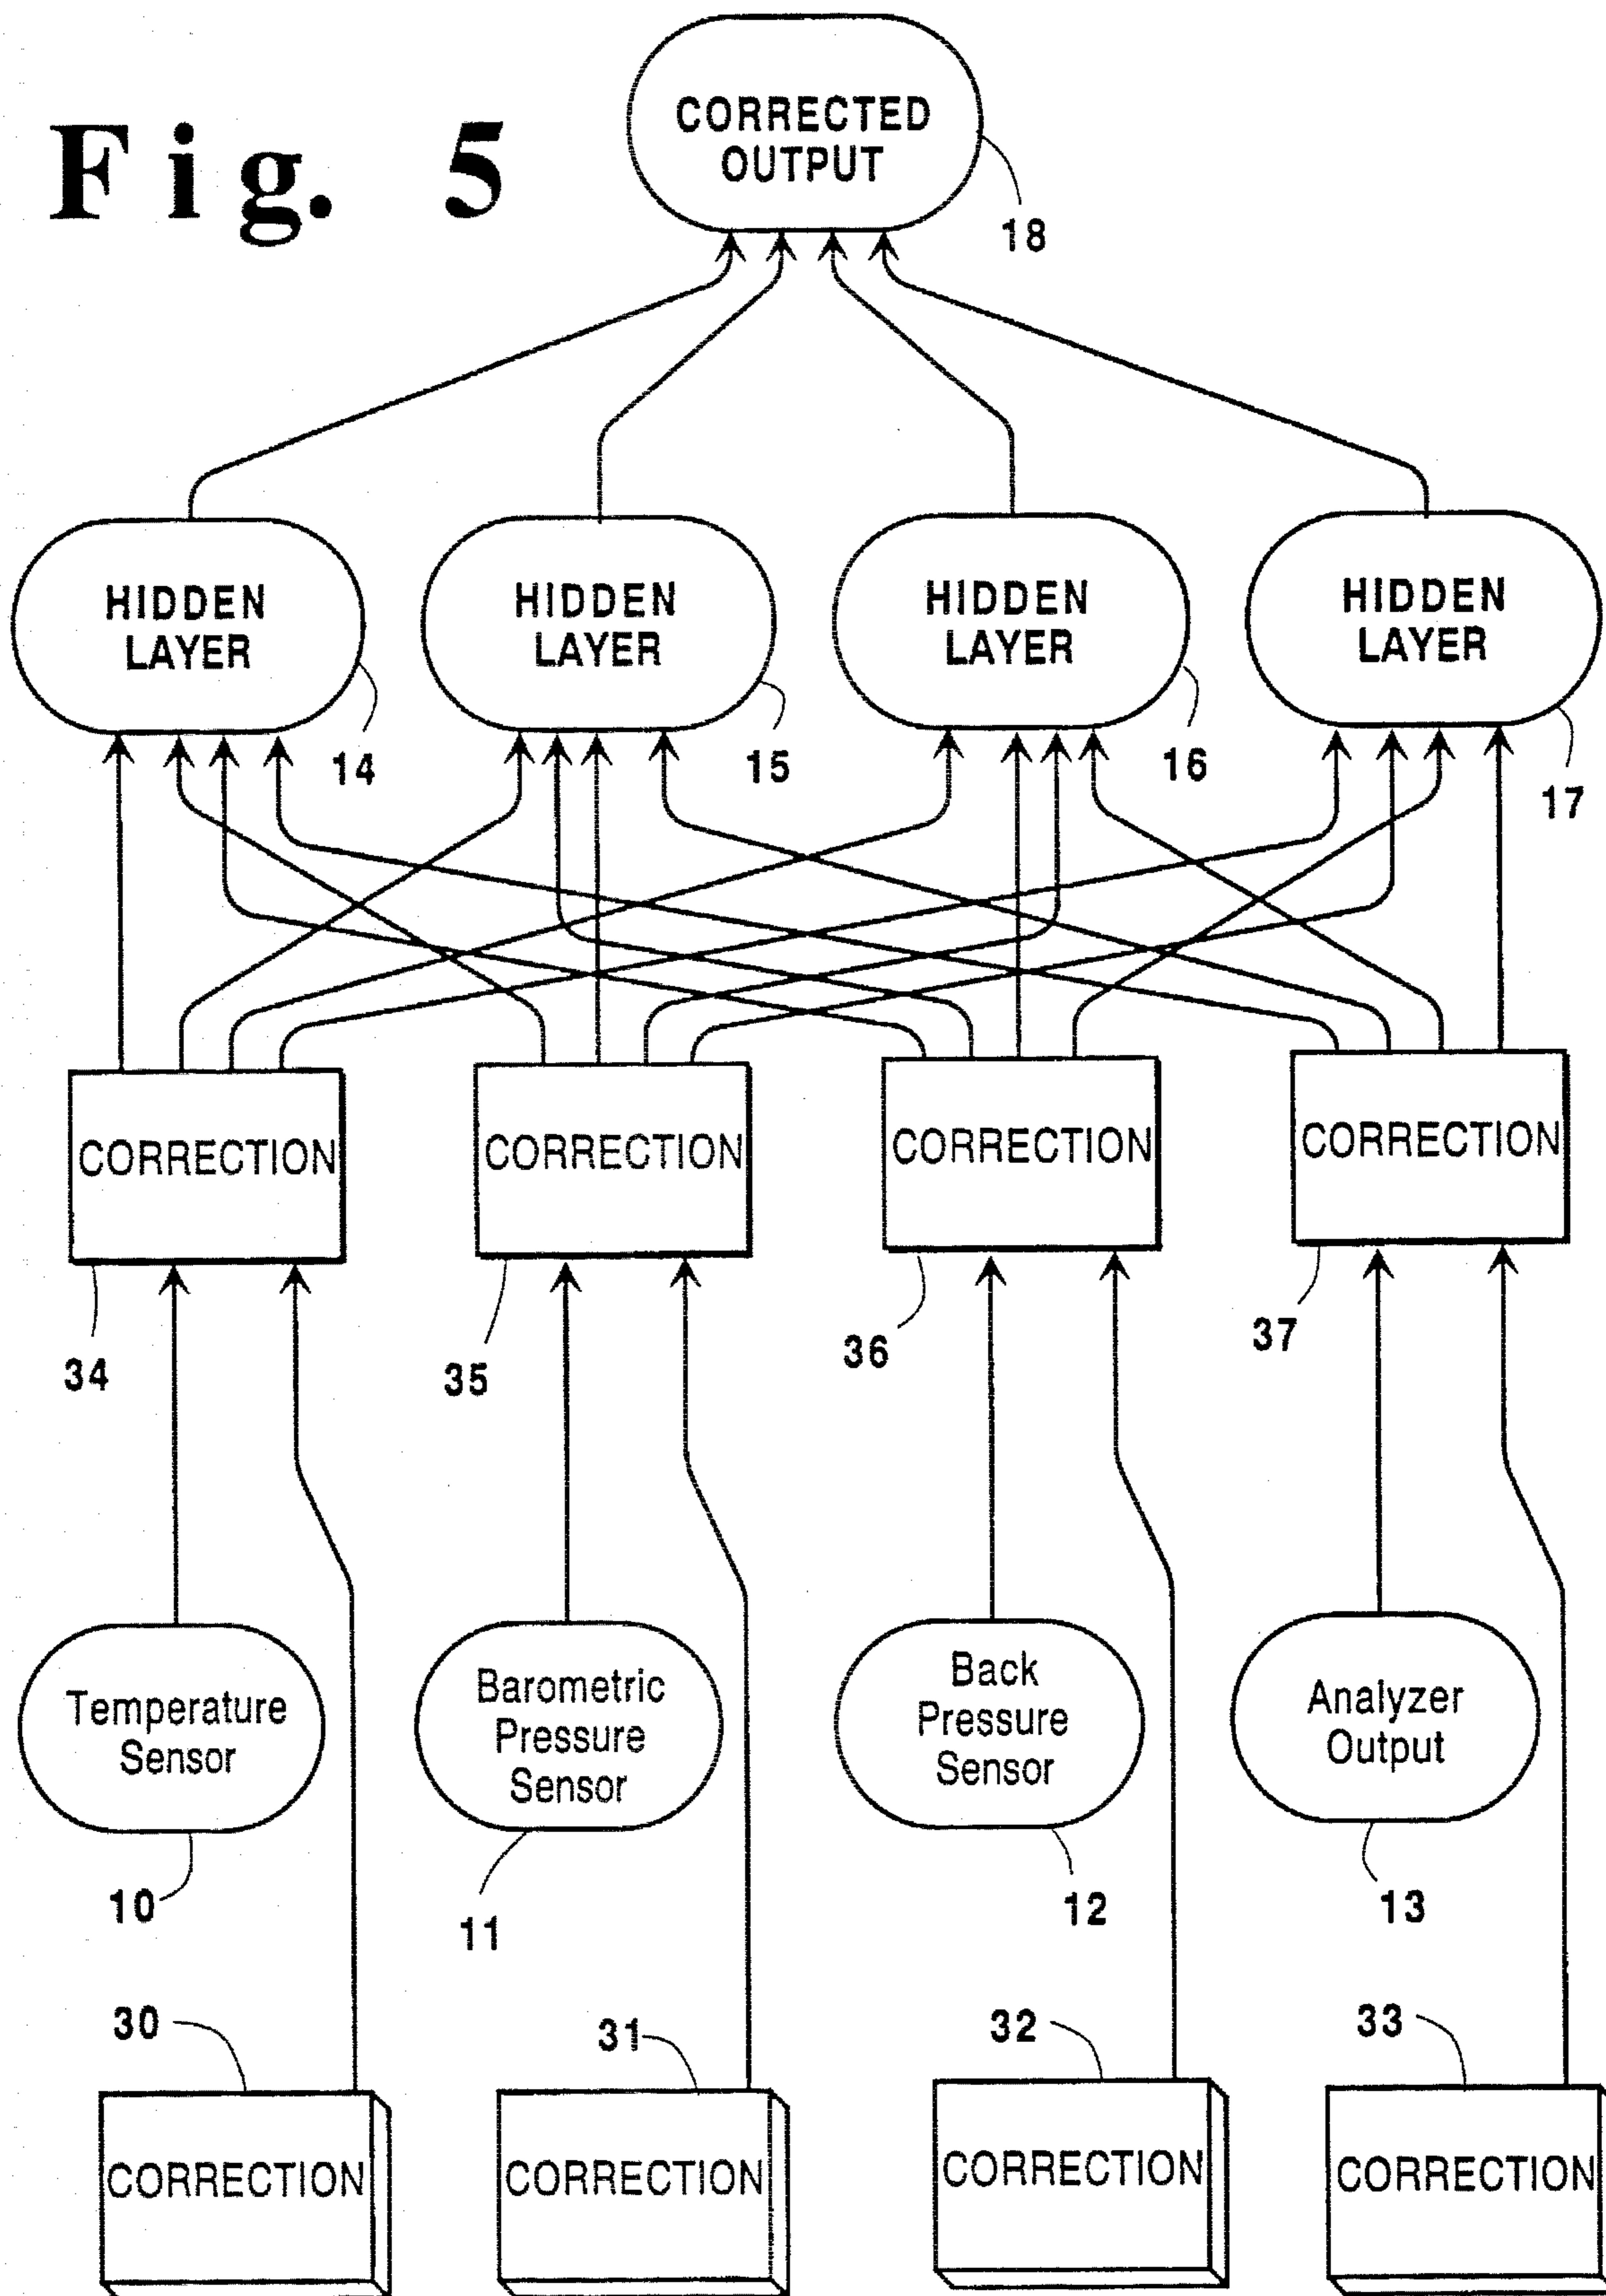 Fig. 5
CORRECTED
OUTPUT
18
HIDDEN
LAYER
HIDDEN
LAYER
HIDDEN
LAYER
HIDDEN
LAYER
14
15
16
17
CORRECTION
CORRECTION
CORRECTION
CORRECTION
34
35
36
37
Temperature
Sensor
Barometric
Pressure
Sensor
Back
Pressure
Sensor
Analyzer
Output
10
11
12
13
30
31
32
33
CORRECTION
CORRECTION
CORRECTION
CORRECTION